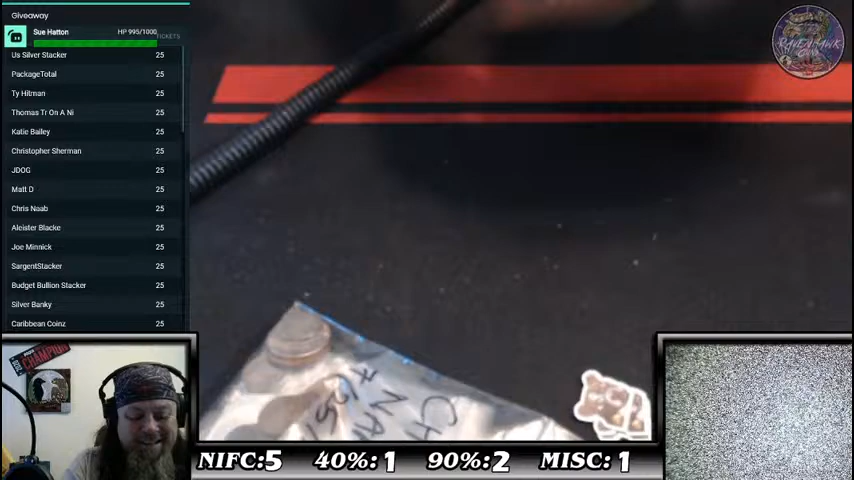 Giveaway
Sue Hatton HP 995/1000
TICKETS
Us Silver Stacker 25
PackageTotal 25
Ty Hitman 25
Thomas Tr On A Ni 25
Katie Bailey 25
Christopher Sherman 25
JDOG 25
Matt D 25
Chris Naab 25
Aleister Blacke 25
Joe Minnick 25
SargentStacker 25
Budget Bullion Stacker 25
Silver Banky 25
Caribbean Coinz 25
CHAMPION
NIFC:5 40%:1 90%:2 MISC:1